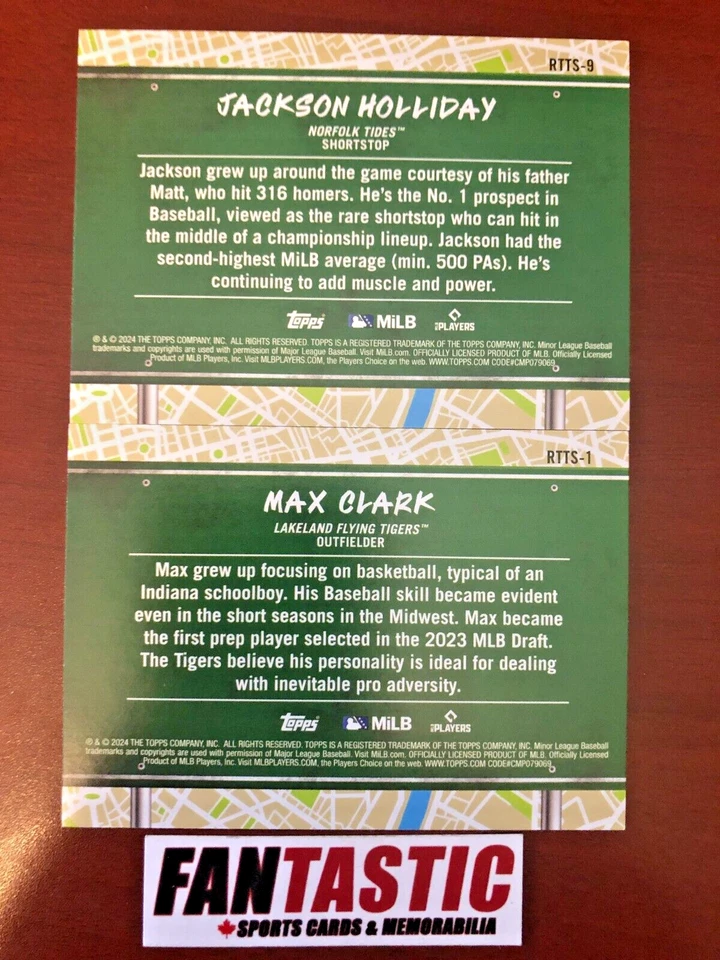 RTTS-9
JACKSON HOLLIDAY
NORFOLK TIDES™
SHORTSTOP
Jackson grew up around the game courtesy of his father
Matt, who hit 316 homers. He's the No. 1 prospect in
Baseball, viewed as the rare shortstop who can hit in
the middle of a championship lineup. Jackson had the
second-highest MiLB average (min. 500 PAs). He's
continuing to add muscle and power.
Topps MiLB PLAYERS
® & © 2024 THE TOPPS COMPANY, INC. ALL RIGHTS RESERVED. TOPPS IS A REGISTERED TRADEMARK OF THE TOPPS COMPANY, INC. Minor League Baseball
trademarks and copyrights are used with permission of Major League Baseball. Visit MiLB.com. OFFICIALLY LICENSED PRODUCT OF MLB. Officially Licensed
Product of MLB Players, Inc. Visit MLBPLAYERS.COM, the Players Choice on the web. WWW.TOPPS.COM CODE#CMP079069
RTTS-1
MAX CLARK
LAKELAND FLYING TIGERS™
OUTFIELDER
Max grew up focusing on basketball, typical of an
Indiana schoolboy. His Baseball skill became evident
even in the short seasons in the Midwest. Max became
the first prep player selected in the 2023 MLB Draft.
The Tigers believe his personality is ideal for dealing
with inevitable pro adversity.
Topps MiLB PLAYERS
® & © 2024 THE TOPPS COMPANY, INC. ALL RIGHTS RESERVED. TOPPS IS A REGISTERED TRADEMARK OF THE TOPPS COMPANY, INC. Minor League Baseball
trademarks and copyrights are used with permission of Major League Baseball. Visit MiLB.com. OFFICIALLY LICENSED PRODUCT OF MLB. Officially Licensed
Product of MLB Players, Inc. Visit MLBPLAYERS.COM, the Players Choice on the web. WWW.TOPPS.COM CODE#CMP079069
FANTASTIC
SPORTS CARDS & MEMORABILIA